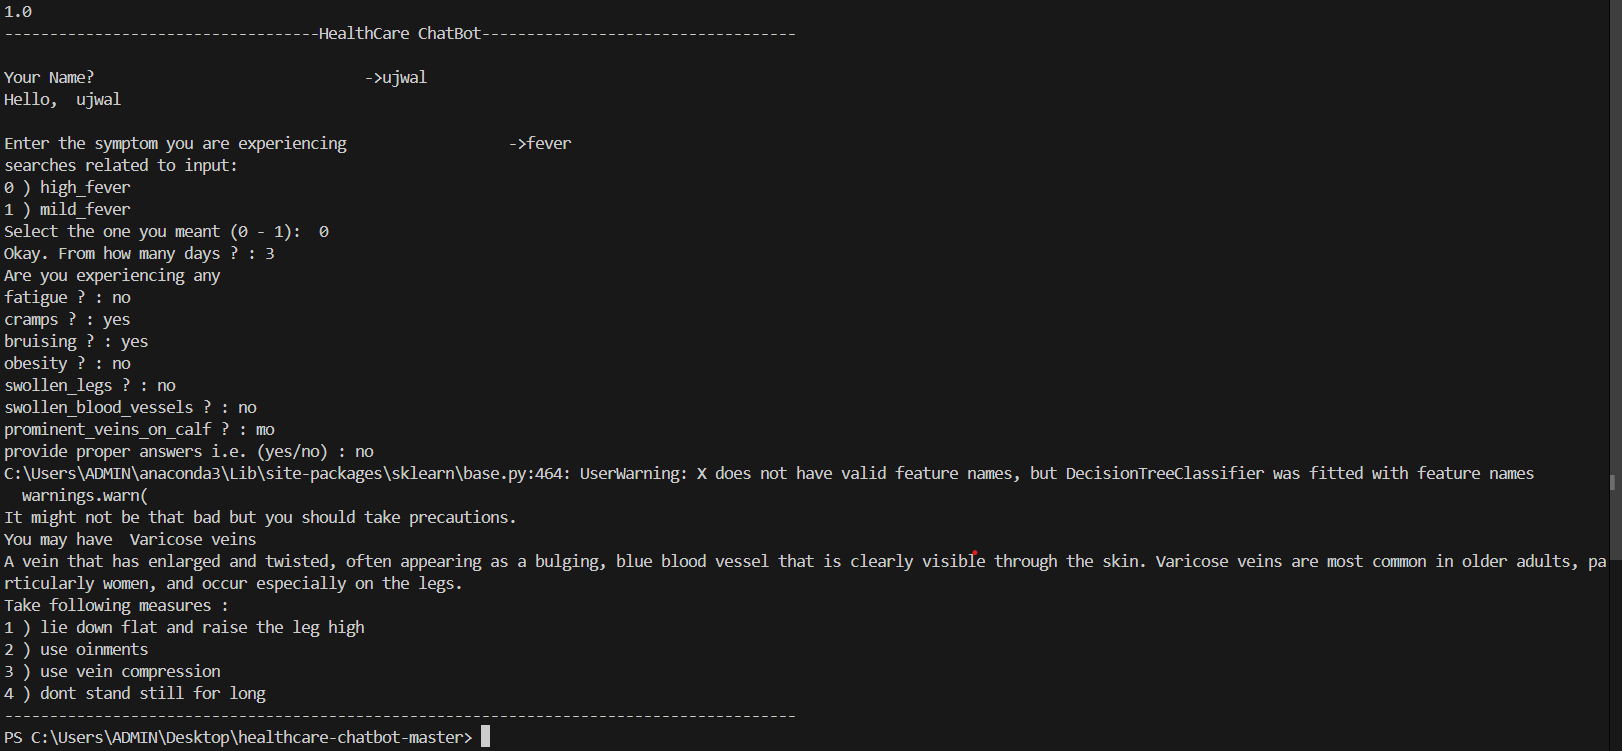 1.0
-----------------------------------HealthCare ChatBot-----------------------------------
Your Name?                              ->ujwal
Hello,  ujwal
Enter the symptom you are experiencing                  ->fever
searches related to input:
0 ) high_fever
1 ) mild_fever
Select the one you meant (0 - 1):  0
Okay. From how many days ? : 3
Are you experiencing any
fatigue ? : no
cramps ? : yes
bruising ? : yes
obesity ? : no
swollen_legs ? : no
swollen_blood_vessels ? : no
prominent_veins_on_calf ? : mo
provide proper answers i.e. (yes/no) : no
C:\Users\ADMIN\anaconda3\Lib\site-packages\sklearn\base.py:464: UserWarning: X does not have valid feature names, but DecisionTreeClassifier was fitted with feature names
  warnings.warn(
It might not be that bad but you should take precautions.
You may have  Varicose veins
A vein that has enlarged and twisted, often appearing as a bulging, blue blood vessel that is clearly visible through the skin. Varicose veins are most common in older adults, pa
rticularly women, and occur especially on the legs.
Take following measures :
1 ) lie down flat and raise the leg high
2 ) use oinments
3 ) use vein compression
4 ) dont stand still for long
----------------------------------------------------------------------------------------
PS C:\Users\ADMIN\Desktop\healthcare-chatbot-master>